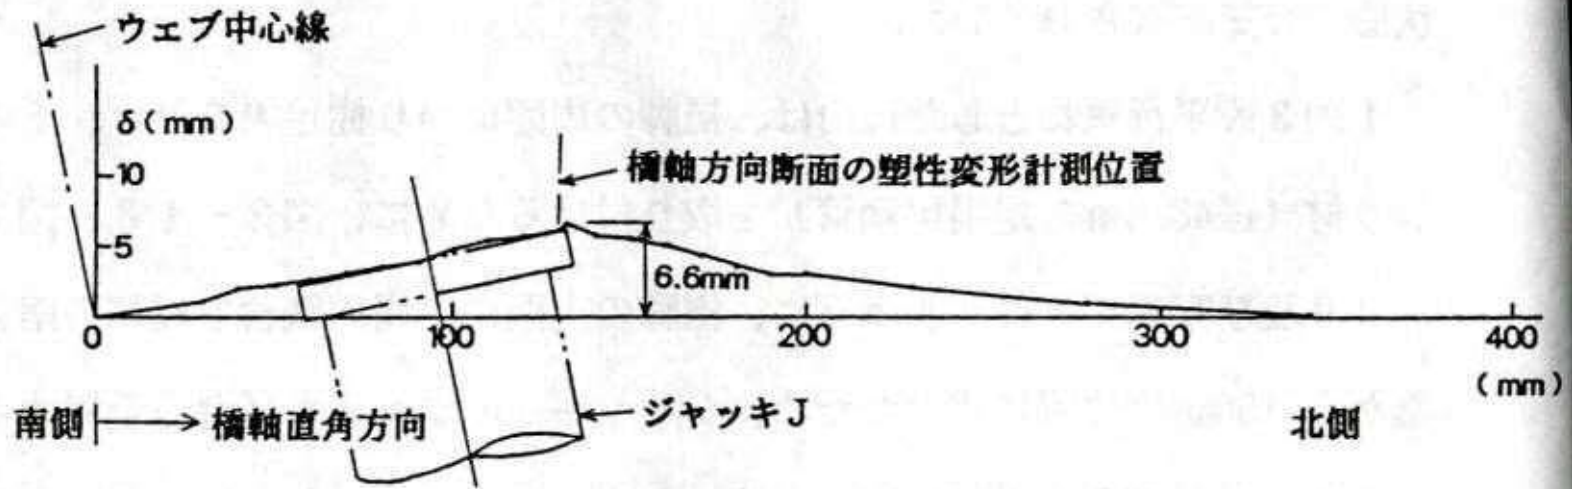 ウェブ中心線
δ(mm)
10
橋軸方向断面の塑性変形計測位置
5
6.6mm
0 100 200 300 400
(mm)
南側 橋軸直角方向 ジャッキJ 北側